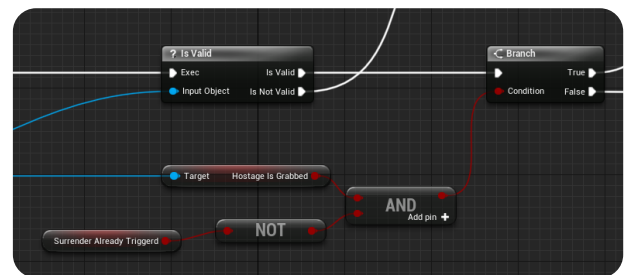 ? Is Valid
Exec Is Valid
Input Object Is Not Valid
Branch
True
Condition False
Target Hostage Is Grabbed
AND
Add pin +
NOT
Surrender Already Triggerd